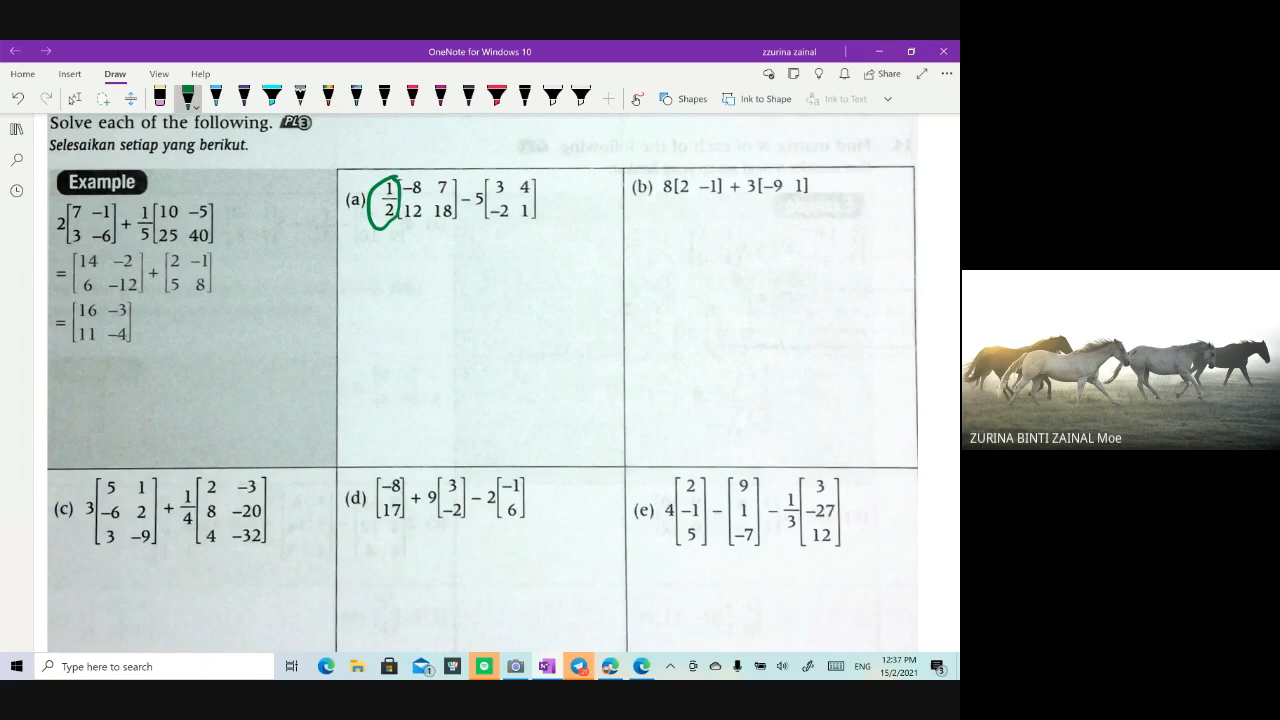 OneNote for Windows 10
zzurina zainal
Home Insert Draw View Help
Share
Shapes Ink to Shape Ink to Text
Solve each of the following. PL3
Selesaikan setiap yang berikut.
Example
2[7 −1; 3 −6] + 1/5[10 −5; 25 40]
= [14 −2; 6 −12] + [2 −1; 5 8]
= [16 −3; 11 −4]
(a) 1/2[−8 7; 12 18] − 5[3 4; −2 1]
(b) 8[2 −1] + 3[−9 1]
(c) 3[5 1; −6 2; 3 −9] + 1/4[2 −3; 8 −20; 4 −32]
(d) [−8; 17] + 9[3; −2] − 2[−1; 6]
(e) 4[2; −1; 5] − [9; 1; −7] − 1/3[3; −27; 12]
ZURINA BINTI ZAINAL Moe
Type here to search
ENG
12:37 PM
15/2/2021